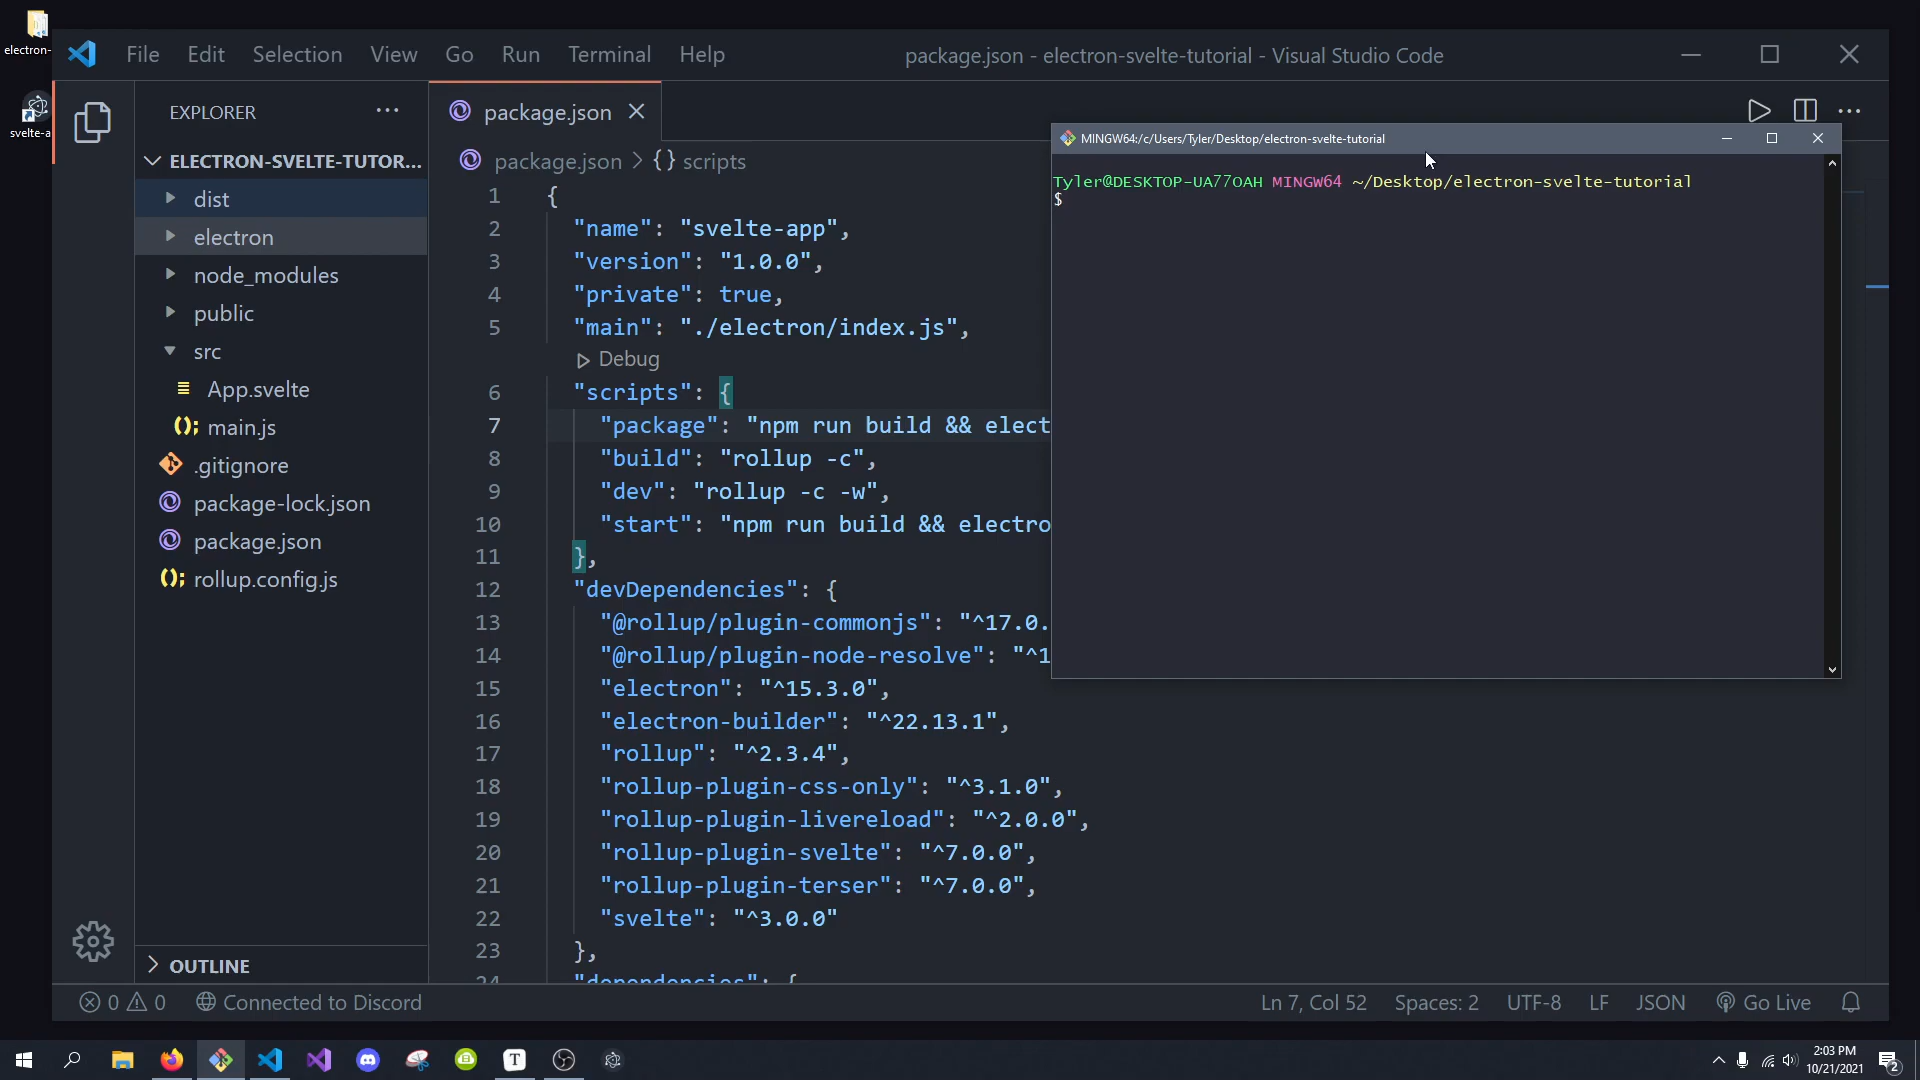 electron-
svelte-a
File Edit Selection View Go Run Terminal Help
package.json - electron-svelte-tutorial - Visual Studio Code
EXPLORER
ELECTRON-SVELTE-TUTOR...
dist
electron
node_modules
public
src
App.svelte
main.js
.gitignore
package-lock.json
package.json
rollup.config.js
OUTLINE
package.json
package.json > {} scripts
1 {
2 "name": "svelte-app",
3 "version": "1.0.0",
4 "private": true,
5 "main": "./electron/index.js",
Debug
6 "scripts": {
7 "package": "npm run build && elect
8 "build": "rollup -c",
9 "dev": "rollup -c -w",
10 "start": "npm run build && electro
11 },
12 "devDependencies": {
13 "@rollup/plugin-commonjs": "^17.0.
14 "@rollup/plugin-node-resolve": "^1
15 "electron": "^15.3.0",
16 "electron-builder": "^22.13.1",
17 "rollup": "^2.3.4",
18 "rollup-plugin-css-only": "^3.1.0",
19 "rollup-plugin-livereload": "^2.0.0",
20 "rollup-plugin-svelte": "^7.0.0",
21 "rollup-plugin-terser": "^7.0.0",
22 "svelte": "^3.0.0"
23 },
24 "dependencies": {
MINGW64:/c/Users/Tyler/Desktop/electron-svelte-tutorial
Tyler@DESKTOP-UA77OAH MINGW64 ~/Desktop/electron-svelte-tutorial
$
0 0 Connected to Discord
Ln 7, Col 52 Spaces: 2 UTF-8 LF JSON Go Live
2:03 PM
10/21/2021
2